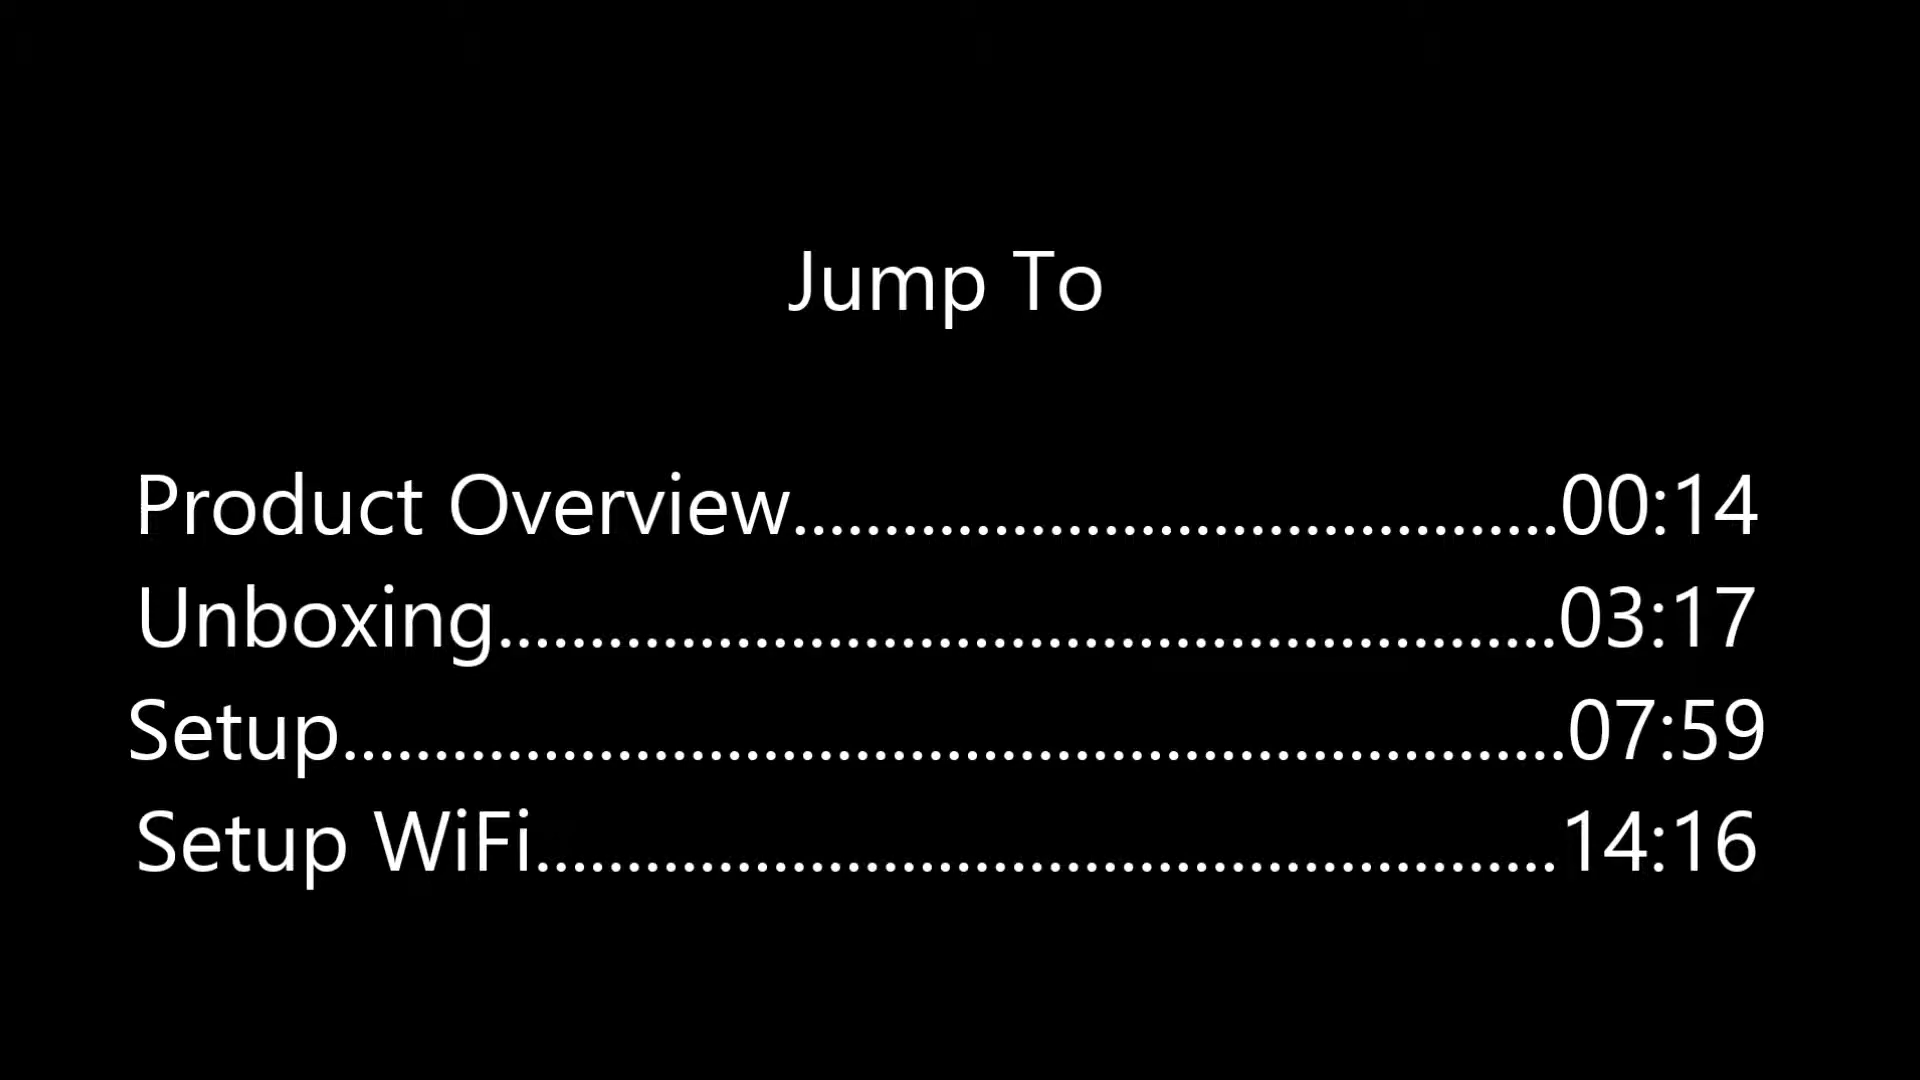 Jump To
Product Overview..........................................00:14
Unboxing..........................................................03:17
Setup...................................................................07:59
Setup WiFi........................................................14:16